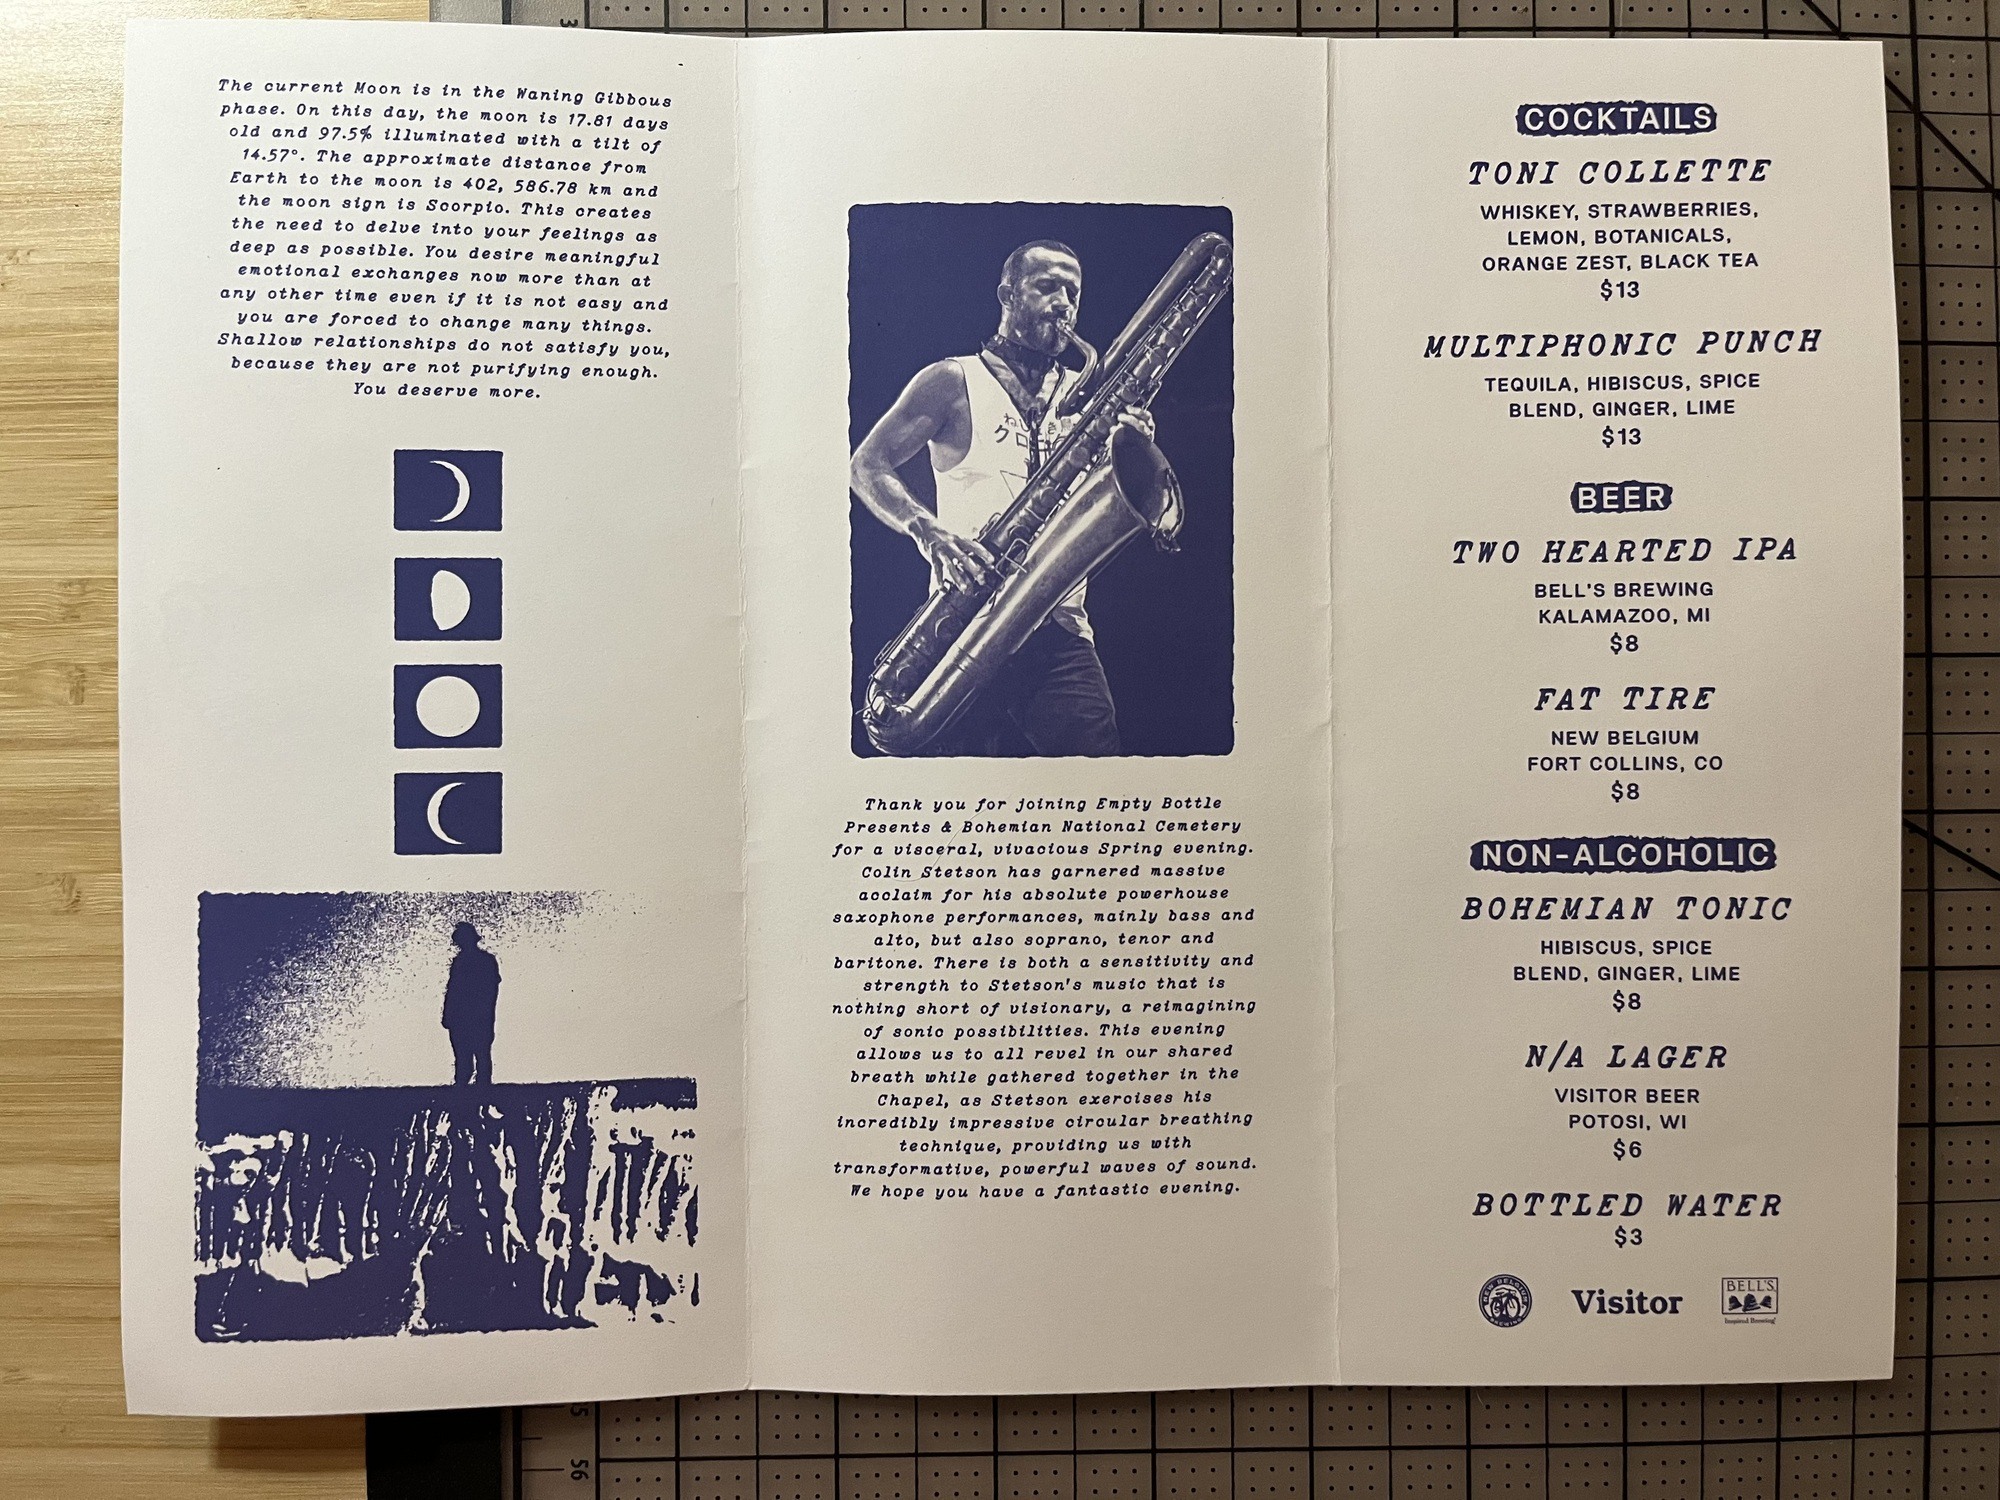 The current Moon is in the Waning Gibbous
phase. On this day, the moon is 17.81 days
old and 97.5% illuminated with a tilt of
14.57°. The approximate distance from
Earth to the moon is 402, 586.78 km and
the moon sign is Scorpio. This creates
the need to delve into your feelings as
deep as possible. You desire meaningful
emotional exchanges now more than at
any other time even if it is not easy and
you are forced to change many things.
Shallow relationships do not satisfy you,
because they are not purifying enough.
You deserve more.
Thank you for joining Empty Bottle
Presents & Bohemian National Cemetery
for a visceral, vivacious Spring evening.
Colin Stetson has garnered massive
acclaim for his absolute powerhouse
saxophone performances, mainly bass and
alto, but also soprano, tenor and
baritone. There is both a sensitivity and
strength to Stetson's music that is
nothing short of visionary, a reimagining
of sonic possibilities. This evening
allows us to all revel in our shared
breath while gathered together in the
Chapel, as Stetson exercises his
incredibly impressive circular breathing
technique, providing us with
transformative, powerful waves of sound.
We hope you have a fantastic evening.
COCKTAILS
TONI COLLETTE
WHISKEY, STRAWBERRIES,
LEMON, BOTANICALS,
ORANGE ZEST, BLACK TEA
$13
MULTIPHONIC PUNCH
TEQUILA, HIBISCUS, SPICE
BLEND, GINGER, LIME
$13
BEER
TWO HEARTED IPA
BELL'S BREWING
KALAMAZOO, MI
$8
FAT TIRE
NEW BELGIUM
FORT COLLINS, CO
$8
NON-ALCOHOLIC
BOHEMIAN TONIC
HIBISCUS, SPICE
BLEND, GINGER, LIME
$8
N/A LAGER
VISITOR BEER
POTOSI, WI
$6
BOTTLED WATER
$3
NEW BELGIUM BREWING
Visitor
BELL'S
Inspired Brewing
56